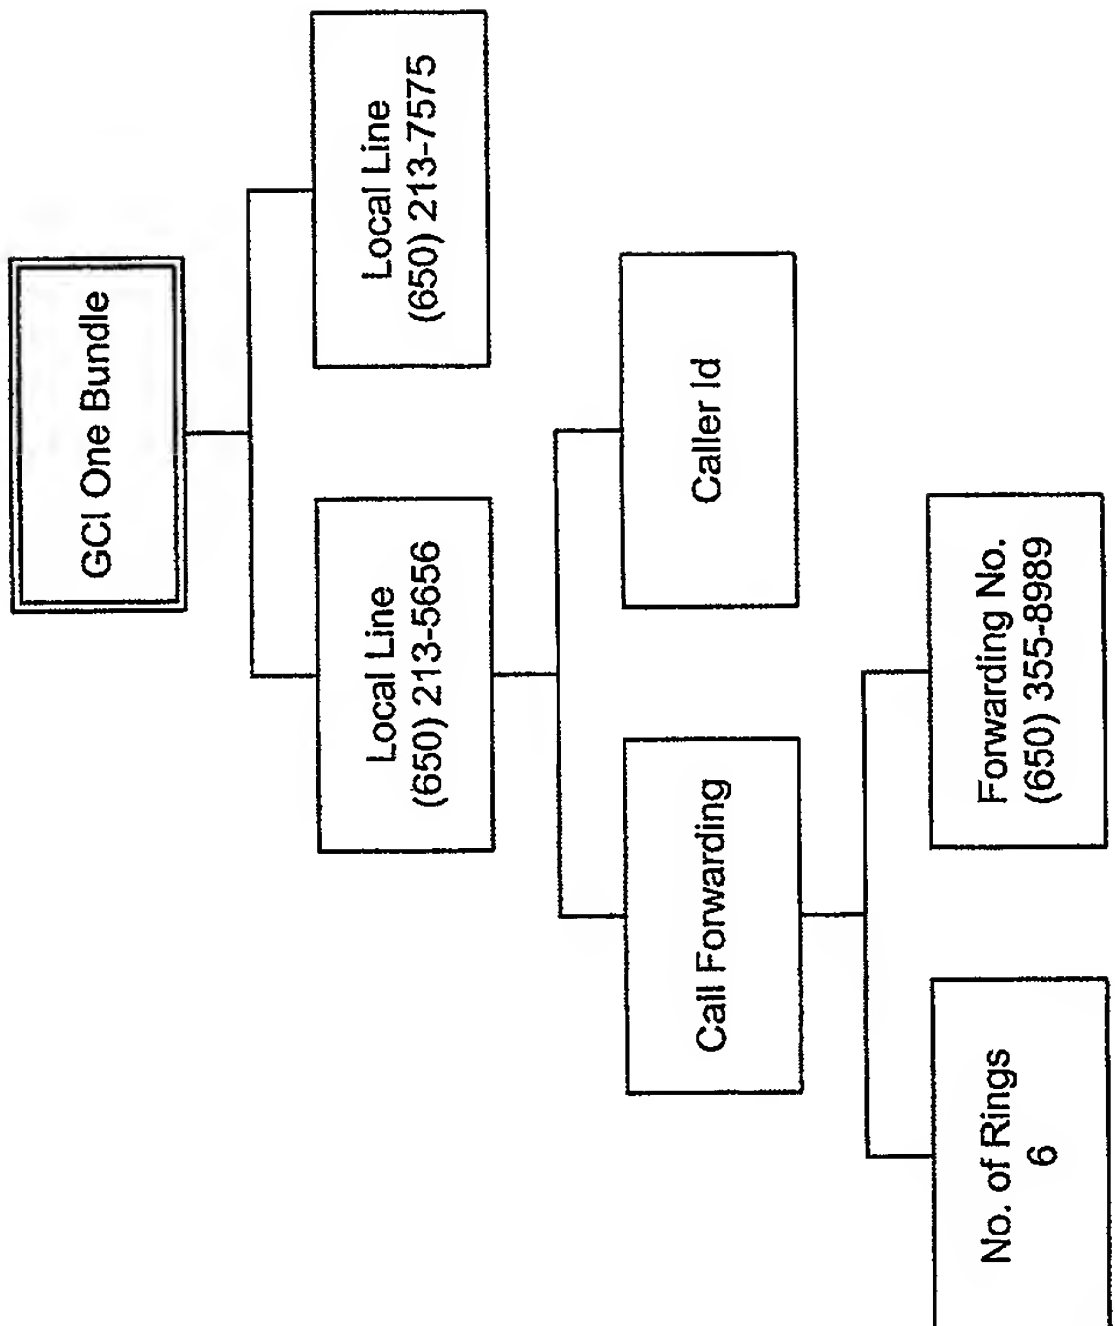 GCI One Bundle
Local Line
(650) 213-5656
Local Line
(650) 213-7575
Call Forwarding
Caller Id
No. of Rings
6
Forwarding No.
(650) 355-8989